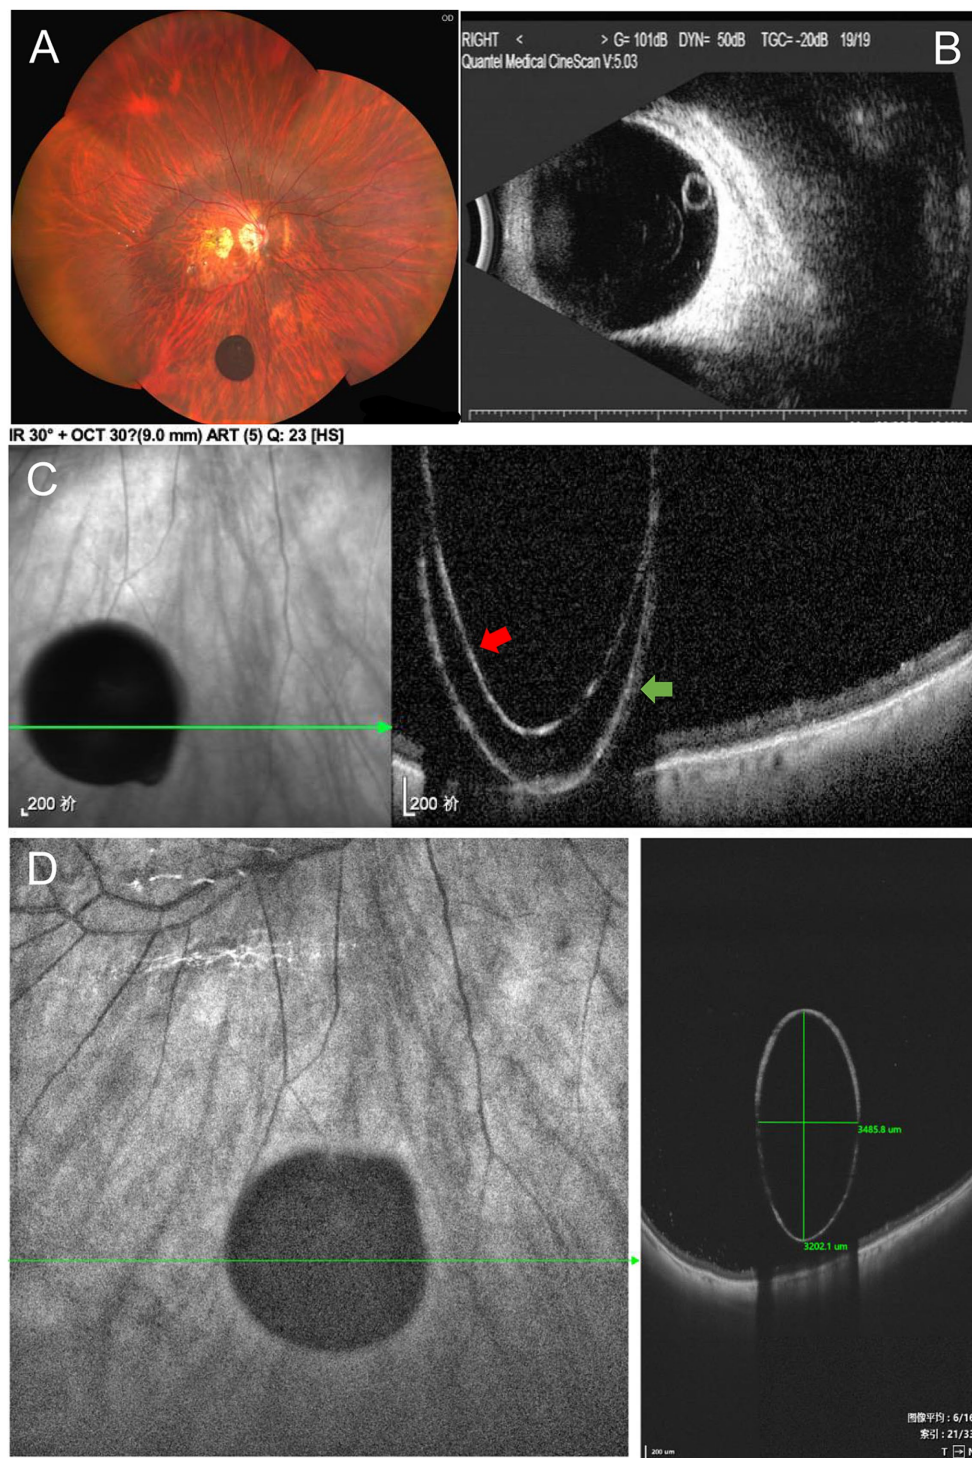 A
OD
RIGHT < > G= 101dB DYN= 50dB TGC= -20dB 19/19
Quantel Medical CineScan V:5.03
B
IR 30° + OCT 30?(9.0 mm) ART (5) Q: 23 [HS]
C
200 祄
200 祄
D
3485.8 um
3202.1 um
图像平均 : 6/16
索引 : 21/33
T → N
200 um